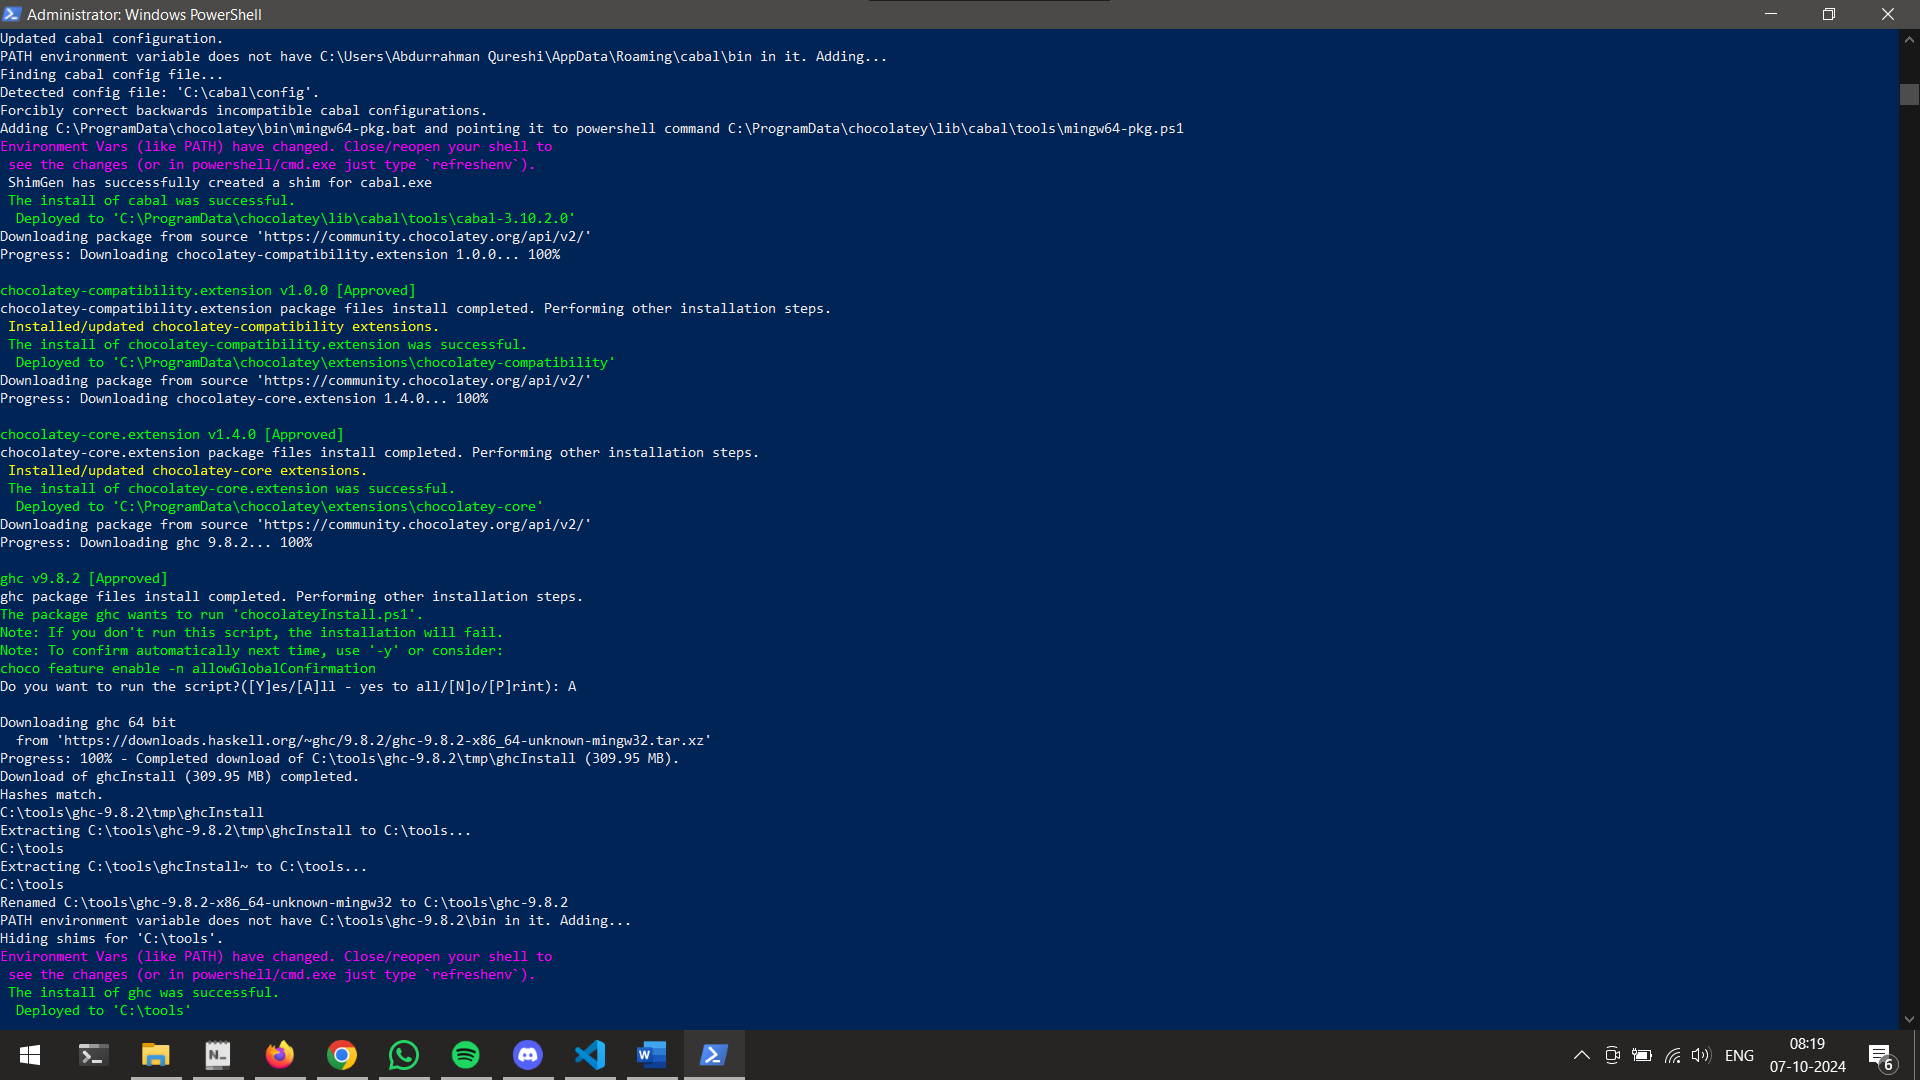 Administrator: Windows PowerShell
Updated cabal configuration.
PATH environment variable does not have C:\Users\Abdurrahman Qureshi\AppData\Roaming\cabal\bin in it. Adding...
Finding cabal config file...
Detected config file: 'C:\cabal\config'.
Forcibly correct backwards incompatible cabal configurations.
Adding C:\ProgramData\chocolatey\bin\mingw64-pkg.bat and pointing it to powershell command C:\ProgramData\chocolatey\lib\cabal\tools\mingw64-pkg.ps1
Environment Vars (like PATH) have changed. Close/reopen your shell to
see the changes (or in powershell/cmd.exe just type `refreshenv`).
ShimGen has successfully created a shim for cabal.exe
The install of cabal was successful.
Deployed to 'C:\ProgramData\chocolatey\lib\cabal\tools\cabal-3.10.2.0'
Downloading package from source 'https://community.chocolatey.org/api/v2/'
Progress: Downloading chocolatey-compatibility.extension 1.0.0... 100%
chocolatey-compatibility.extension v1.0.0 [Approved]
chocolatey-compatibility.extension package files install completed. Performing other installation steps.
Installed/updated chocolatey-compatibility extensions.
The install of chocolatey-compatibility.extension was successful.
Deployed to 'C:\ProgramData\chocolatey\extensions\chocolatey-compatibility'
Downloading package from source 'https://community.chocolatey.org/api/v2/'
Progress: Downloading chocolatey-core.extension 1.4.0... 100%
chocolatey-core.extension v1.4.0 [Approved]
chocolatey-core.extension package files install completed. Performing other installation steps.
Installed/updated chocolatey-core extensions.
The install of chocolatey-core.extension was successful.
Deployed to 'C:\ProgramData\chocolatey\extensions\chocolatey-core'
Downloading package from source 'https://community.chocolatey.org/api/v2/'
Progress: Downloading ghc 9.8.2... 100%
ghc v9.8.2 [Approved]
ghc package files install completed. Performing other installation steps.
The package ghc wants to run 'chocolateyInstall.ps1'.
Note: If you don't run this script, the installation will fail.
Note: To confirm automatically next time, use '-y' or consider:
choco feature enable -n allowGlobalConfirmation
Do you want to run the script?([Y]es/[A]ll - yes to all/[N]o/[P]rint): A
Downloading ghc 64 bit
from 'https://downloads.haskell.org/~ghc/9.8.2/ghc-9.8.2-x86_64-unknown-mingw32.tar.xz'
Progress: 100% - Completed download of C:\tools\ghc-9.8.2\tmp\ghcInstall (309.95 MB).
Download of ghcInstall (309.95 MB) completed.
Hashes match.
C:\tools\ghc-9.8.2\tmp\ghcInstall
Extracting C:\tools\ghc-9.8.2\tmp\ghcInstall to C:\tools...
C:\tools
Extracting C:\tools\ghcInstall~ to C:\tools...
C:\tools
Renamed C:\tools\ghc-9.8.2-x86_64-unknown-mingw32 to C:\tools\ghc-9.8.2
PATH environment variable does not have C:\tools\ghc-9.8.2\bin in it. Adding...
Hiding shims for 'C:\tools'.
Environment Vars (like PATH) have changed. Close/reopen your shell to
see the changes (or in powershell/cmd.exe just type `refreshenv`).
The install of ghc was successful.
Deployed to 'C:\tools'
ENG
08:19
07-10-2024
6